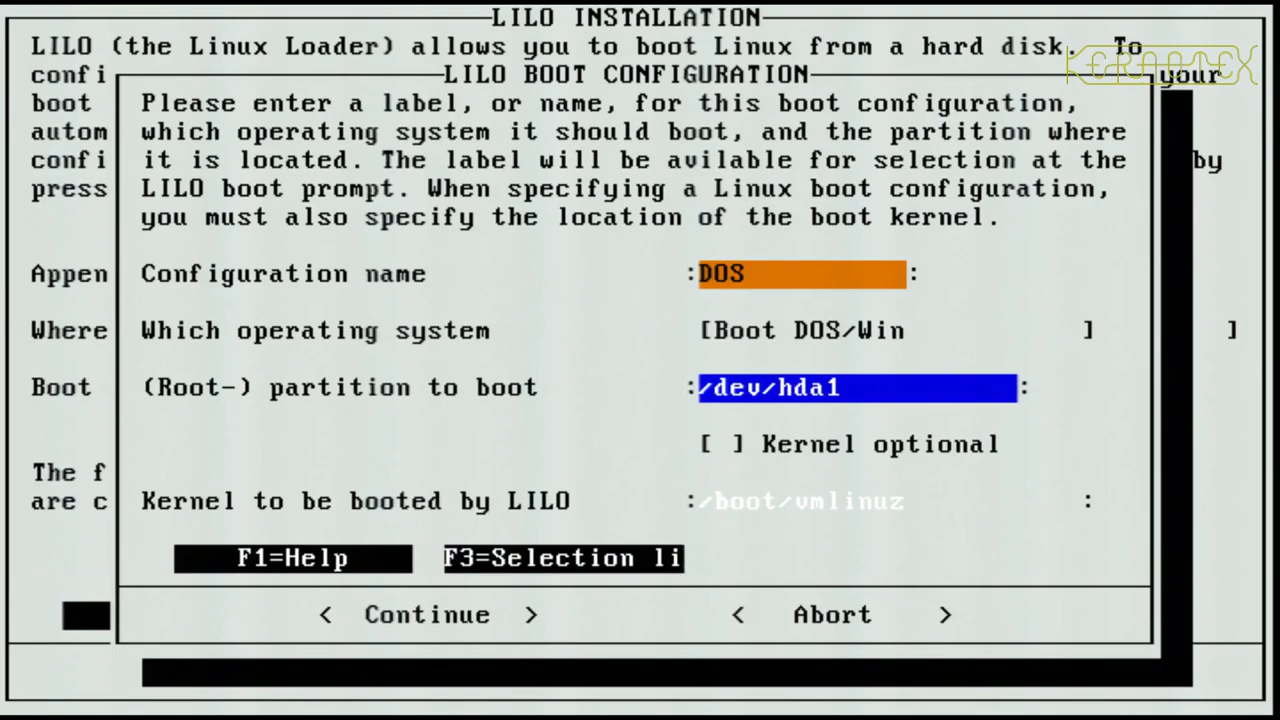 LILO INSTALLATION
LILO (the Linux Loader) allows you to boot Linux from a hard disk. To
confi
LILO BOOT CONFIGURATION
your
KERNOTEX
boot
Please enter a label, or name, for this boot configuration,
autom
which operating system it should boot, and the partition where
confi
it is located. The label will be avilable for selection at the
by
press
LILO boot prompt. When specifying a Linux boot configuration,
you must also specify the location of the boot kernel.
Appen
Configuration name :DOS :
Where
Which operating system [Boot DOS/Win ] ]
Boot
(Root-) partition to boot :/dev/hda1 :
[ ] Kernel optional
The f
are c
Kernel to be booted by LILO :/boot/vmlinuz :
F1=Help F3=Selection li
< Continue > < Abort >